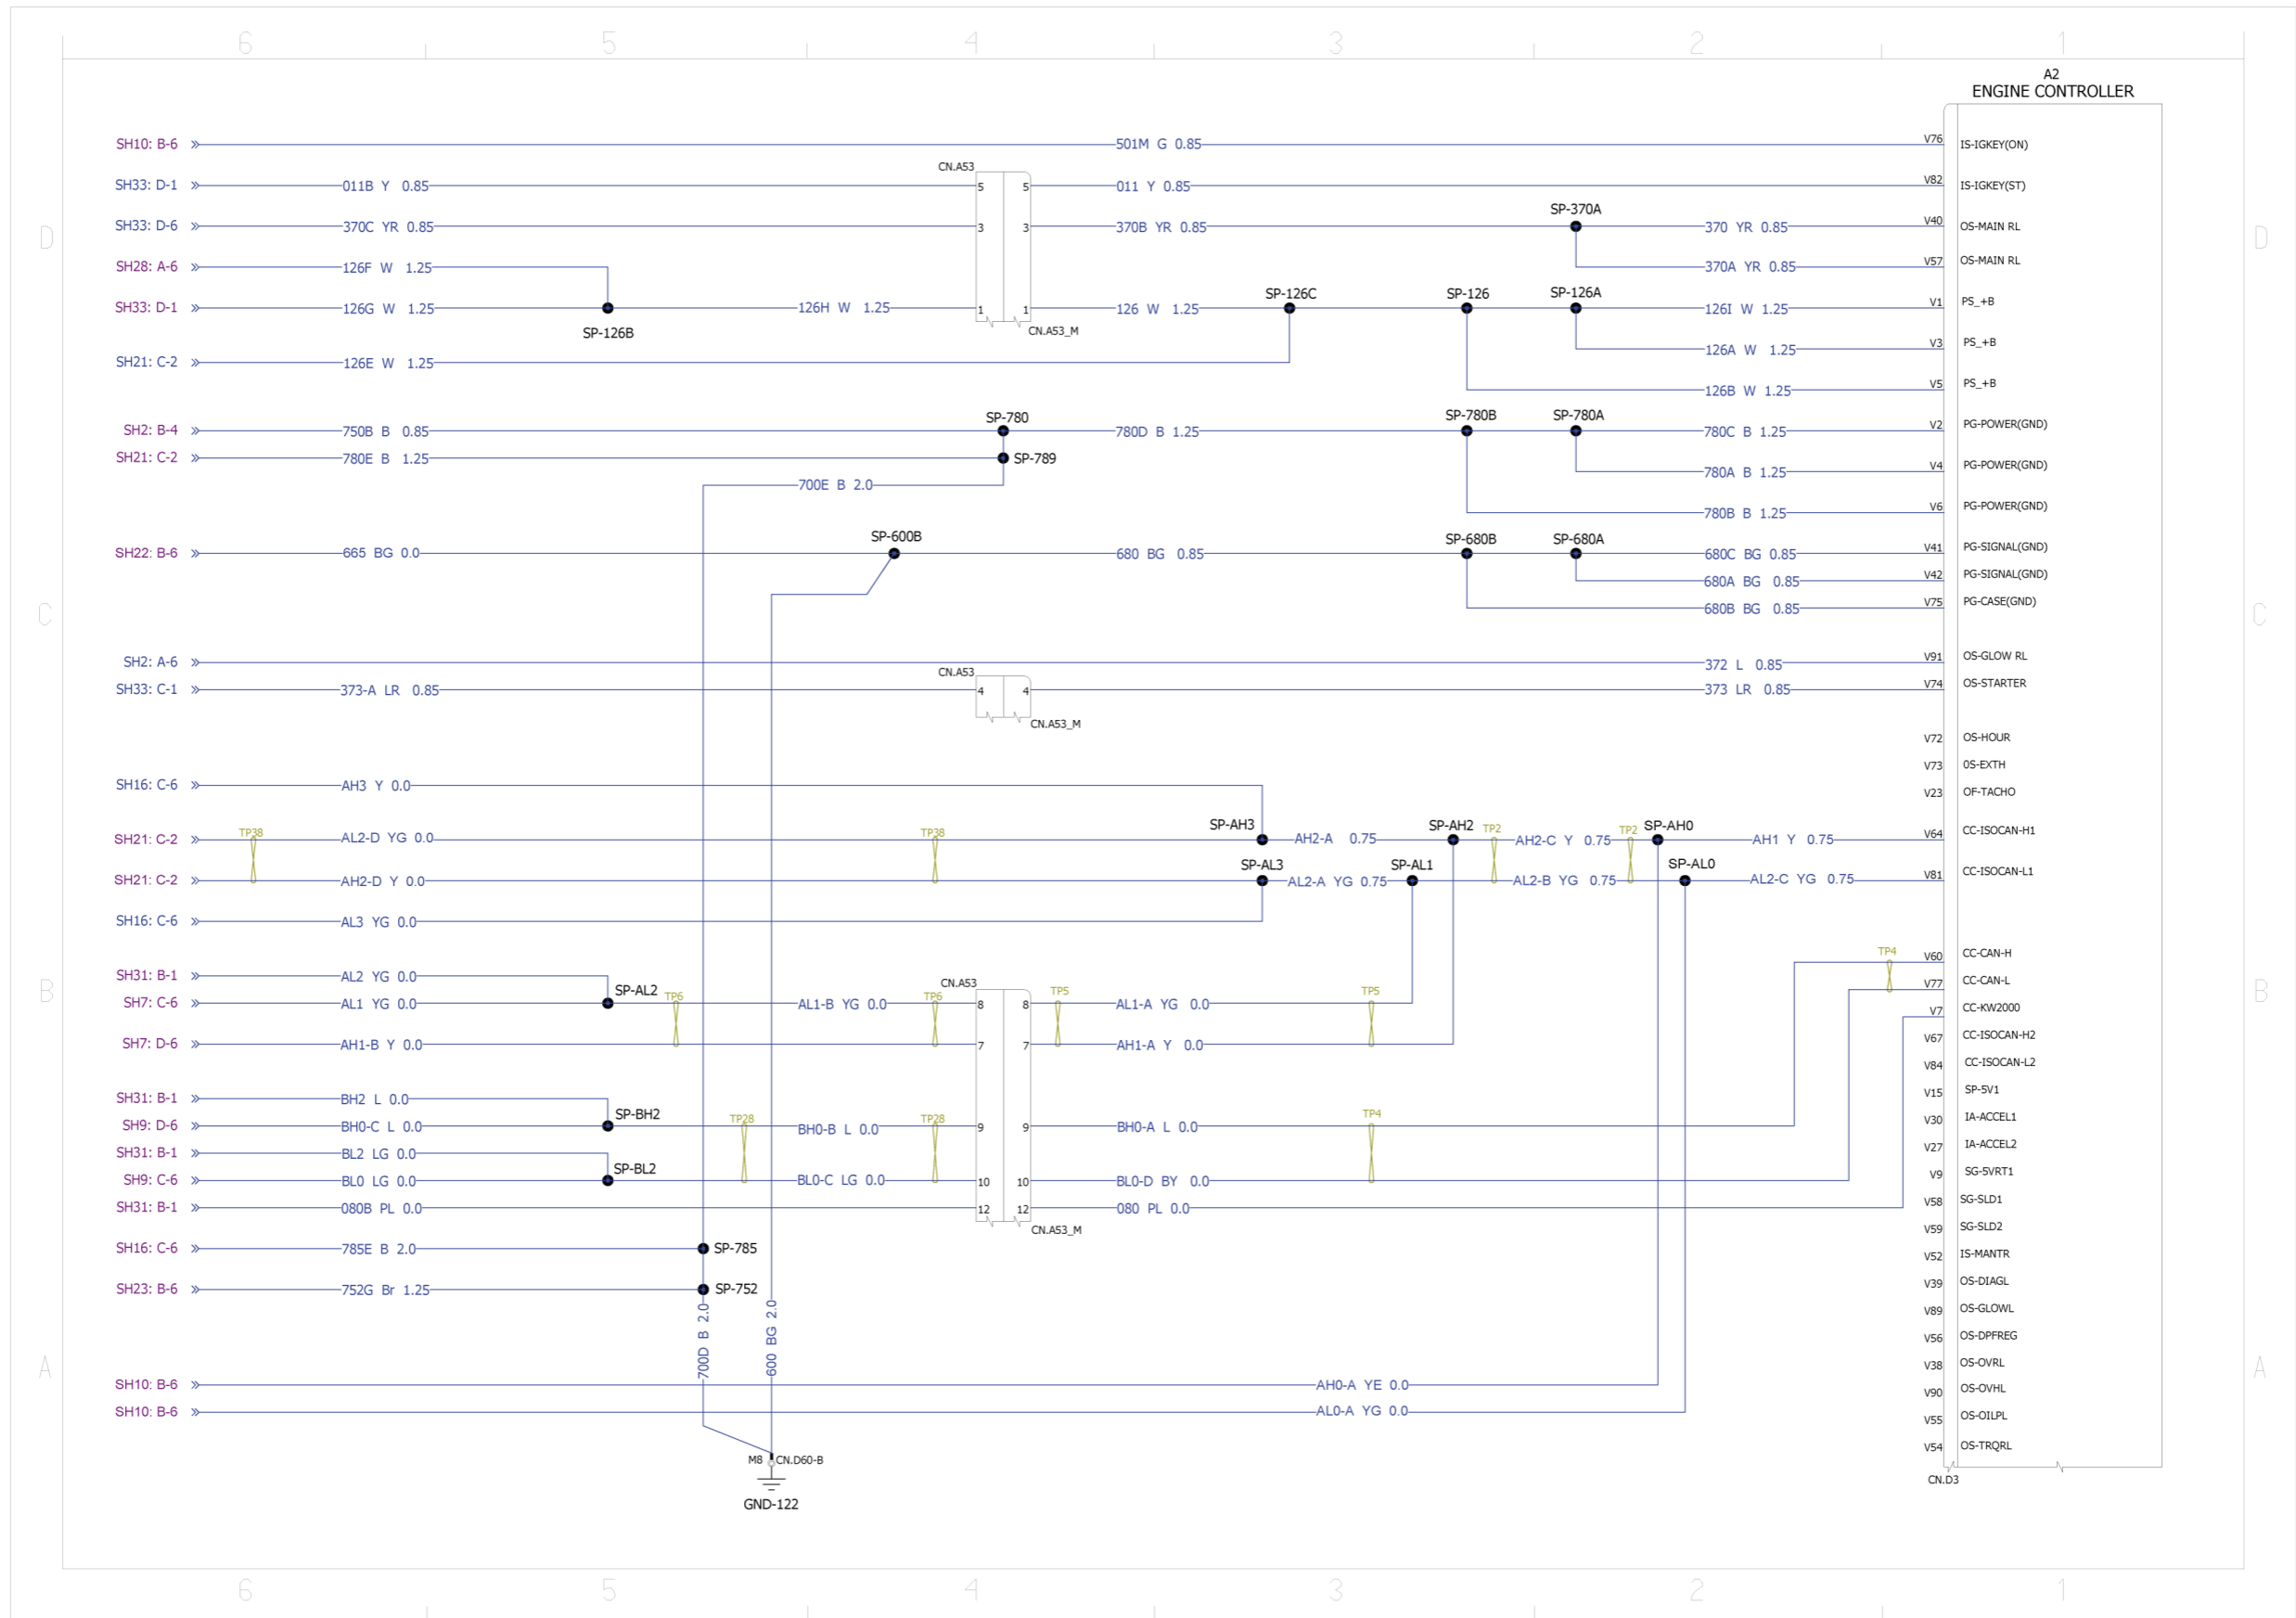 6 5 4 3 2 1
A2
ENGINE CONTROLLER
SH10: B-6 501M G 0.85 V76 IS-IGKEY(ON)
CN.A53
SH33: D-1 011B Y 0.85 5 5 011 Y 0.85 V82 IS-IGKEY(ST)
SP-370A
SH33: D-6 370C YR 0.85 3 3 370B YR 0.85 370 YR 0.85 V40 OS-MAIN RL
D D
SH28: A-6 126F W 1.25 370A YR 0.85 V57 OS-MAIN RL
SP-126C SP-126 SP-126A
SH33: D-1 126G W 1.25 126H W 1.25 1 1 126 W 1.25 126I W 1.25 V1 PS_+B
SP-126B CN.A53_M
126A W 1.25 V3 PS_+B
SH21: C-2 126E W 1.25
126B W 1.25 V5 PS_+B
SP-780 SP-780B SP-780A
SH2: B-4 750B B 0.85 780D B 1.25 780C B 1.25 V2 PG-POWER(GND)
SH21: C-2 780E B 1.25 SP-789
780A B 1.25 V4 PG-POWER(GND)
700E B 2.0
780B B 1.25 V6 PG-POWER(GND)
SP-600B SP-680B SP-680A
SH22: B-6 665 BG 0.0 680 BG 0.85 680C BG 0.85 V41 PG-SIGNAL(GND)
680A BG 0.85 V42 PG-SIGNAL(GND)
680B BG 0.85 V75 PG-CASE(GND)
C C
SH2: A-6 372 L 0.85 V91 OS-GLOW RL
CN.A53
SH33: C-1 373-A LR 0.85 4 4 373 LR 0.85 V74 OS-STARTER
CN.A53_M
V72 OS-HOUR
V73 0S-EXTH
SH16: C-6 AH3 Y 0.0
V23 OF-TACHO
TP38 TP38 SP-AH3 SP-AH2 TP2 TP2 SP-AH0
SH21: C-2 AL2-D YG 0.0 AH2-A 0.75 AH2-C Y 0.75 AH1 Y 0.75 V64 CC-ISOCAN-H1
SP-AL3 SP-AL1 SP-AL0
SH21: C-2 AH2-D Y 0.0 AL2-A YG 0.75 AL2-B YG 0.75 AL2-C YG 0.75 V81 CC-ISOCAN-L1
SH16: C-6 AL3 YG 0.0
TP4
V60 CC-CAN-H
SH31: B-1 AL2 YG 0.0 CN.A53
V77 CC-CAN-L
B B
SP-AL2 TP6 TP6 TP5 TP5
SH7: C-6 AL1 YG 0.0 AL1-B YG 0.0 8 8 AL1-A YG 0.0
V7 CC-KW2000
SH7: D-6 AH1-B Y 0.0 7 7 AH1-A Y 0.0 V67 CC-ISOCAN-H2
V84 CC-ISOCAN-L2
SH31: B-1 BH2 L 0.0 V15 SP-5V1
SP-BH2 TP28 TP28 TP4
SH9: D-6 BH0-C L 0.0 BH0-B L 0.0 9 9 BH0-A L 0.0 V30 IA-ACCEL1
SH31: B-1 BL2 LG 0.0 V27 IA-ACCEL2
SP-BL2
SH9: C-6 BL0 LG 0.0 BL0-C LG 0.0 10 10 BL0-D BY 0.0 V9 SG-5VRT1
SH31: B-1 080B PL 0.0 12 12 080 PL 0.0 V58 SG-SLD1
CN.A53_M
V59 SG-SLD2
SH16: C-6 785E B 2.0 SP-785 V52 IS-MANTR
SH23: B-6 752G Br 1.25 SP-752 V39 OS-DIAGL
700D B 2.0
600 BG 2.0
V89 OS-GLOWL
V56 OS-DPFREG
A A
V38 OS-OVRL
SH10: B-6 AH0-A YE 0.0 V90 OS-OVHL
SH10: B-6 AL0-A YG 0.0 V55 OS-OILPL
V54 OS-TRQRL
M8 CN.D60-B
CN.D3
GND-122
6 5 4 3 2 1